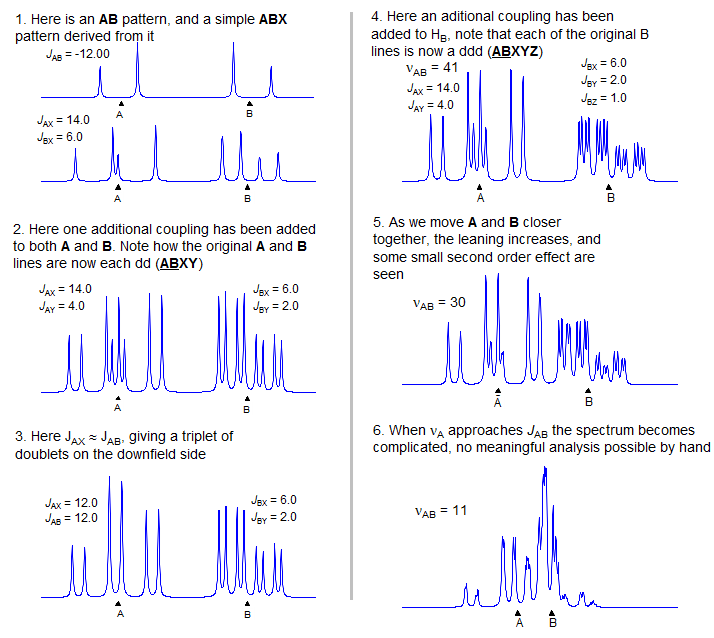 1. Here is an AB pattern, and a simple ABX
pattern derived from it
JAB = -12.00
A
B
JAX = 14.0
JBX = 6.0
A
B
2. Here one additional coupling has been added
to both A and B. Note how the original A and B
lines are now each dd (ABXY)
JAX = 14.0
JAY = 4.0
JBX = 6.0
JBY = 2.0
A
B
3. Here JAX ≈ JAB, giving a triplet of
doublets on the downfield side
JAX = 12.0
JAB = 12.0
JBX = 6.0
JBY = 2.0
A
B
4. Here an aditional coupling has been
added to HB, note that each of the original B
lines is now a ddd (ABXYZ)
νAB = 41
JAX = 14.0
JAY = 4.0
JBX = 6.0
JBY = 2.0
JBZ = 1.0
A
B
5. As we move A and B closer
together, the leaning increases, and
some small second order effect are
seen
νAB = 30
A
B
6. When νA approaches JAB the spectrum becomes
complicated, no meaningful analysis possible by hand
νAB = 11
A
B